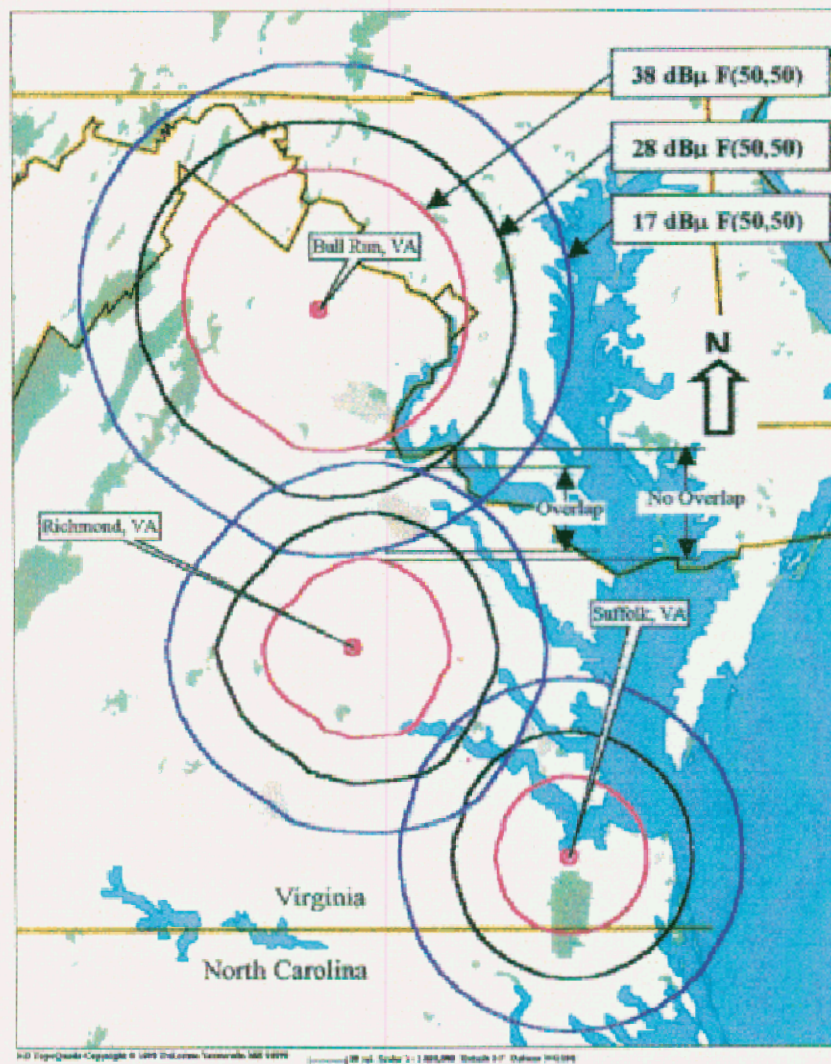 38 dBμ F(50,50)
28 dBμ F(50,50)
17 dBμ F(50,50)
Bull Run, VA
N
Overlap
No Overlap
Richmond, VA
Suffolk, VA
Virginia
North Carolina